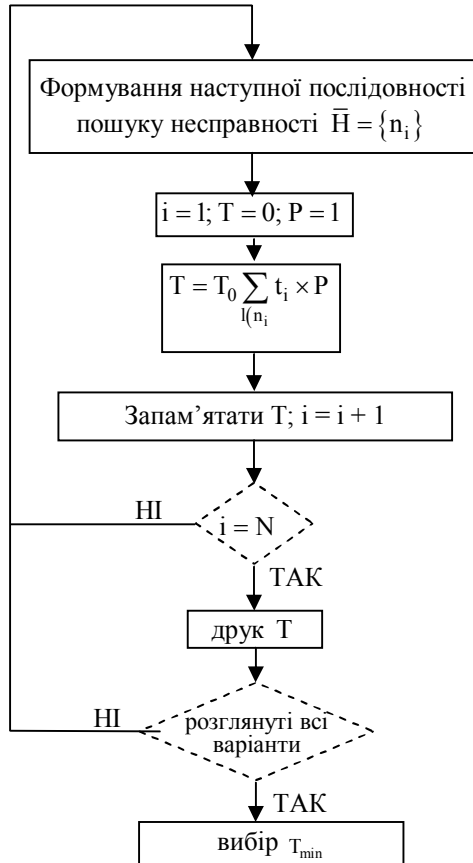 Формування наступної послідовності
пошуку несправності H̅ = {nᵢ}
i = 1; T = 0; P = 1
T = T₀ ∑ tᵢ × P
l(nᵢ
Запам’ятати T; i = i + 1
НІ
i = N
ТАК
друк T
НІ
розглянуті всі
варіанти
ТАК
вибір Tₘᵢₙ